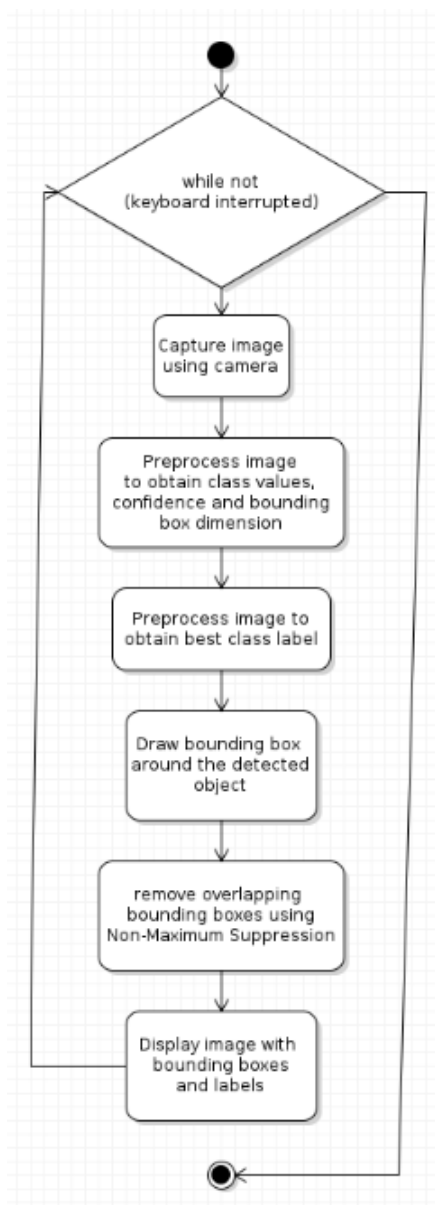 while not
(keyboard interrupted)
Capture image
using camera
Preprocess image
to obtain class values,
confidence and bounding
box dimension
Preprocess image to
obtain best class label
Draw bounding box
around the detected
object
remove overlapping
bounding boxes using
Non-Maximum Suppression
Display image with
bounding boxes
and labels